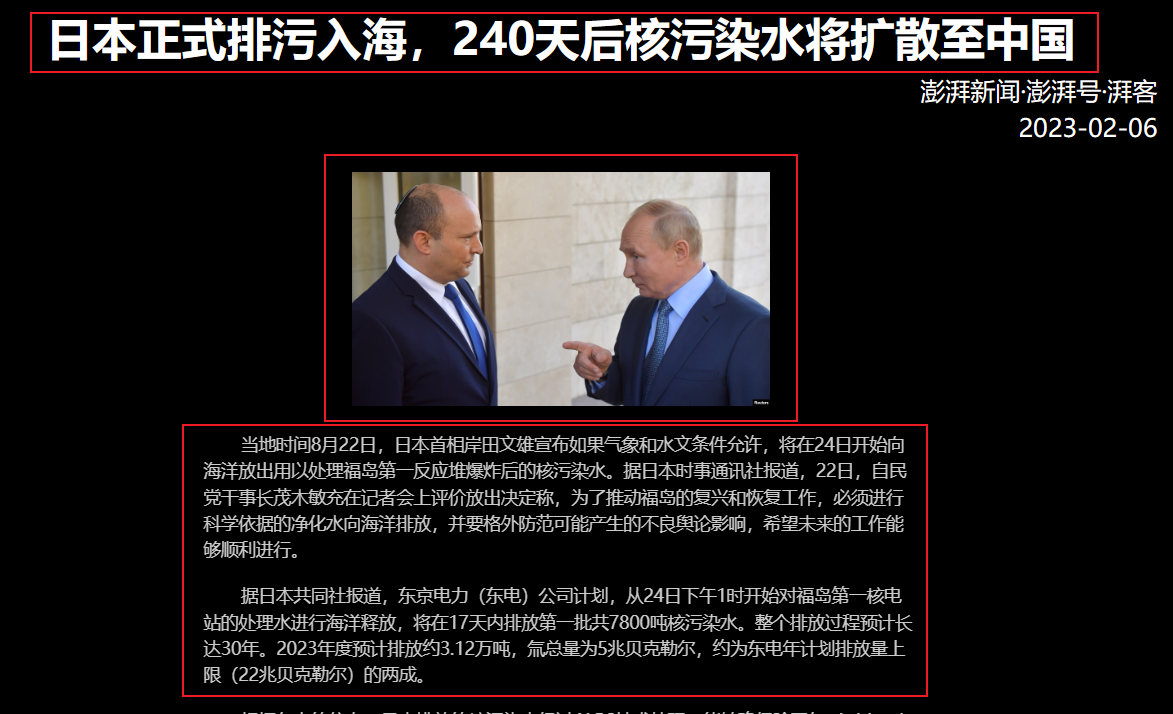 日本正式排污入海，240天后核污染水将扩散至中国
澎湃新闻·澎湃号·湃客
2023-02-06
Reuters
当地时间8月22日，日本首相岸田文雄宣布如果气象和水文条件允许，将在24日开始向
海洋放出用以处理福岛第一反应堆爆炸后的核污染水。据日本时事通讯社报道，22日，自民
党干事长茂木敏充在记者会上评价放出决定称，为了推动福岛的复兴和恢复工作，必须进行
科学依据的净化水向海洋排放，并要格外防范可能产生的不良舆论影响，希望未来的工作能
够顺利进行。
据日本共同社报道，东京电力（东电）公司计划，从24日下午1时开始对福岛第一核电
站的处理水进行海洋释放，将在17天内排放第一批共7800吨核污染水。整个排放过程预计长
达30年。2023年度预计排放约3.12万吨，氚总量为5兆贝克勒尔，约为东电年计划排放量上
限（22兆贝克勒尔）的两成。